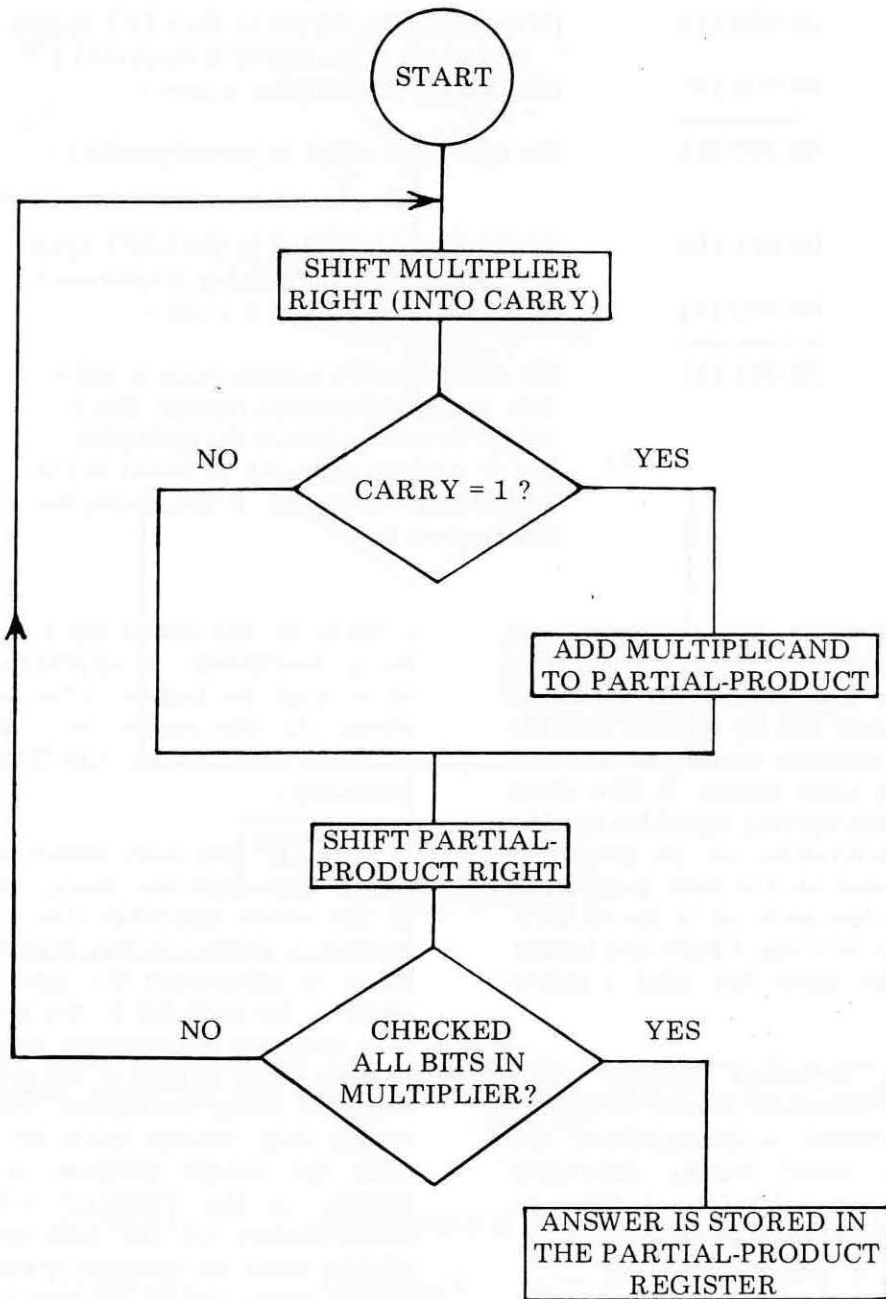 START
SHIFT MULTIPLIER
RIGHT (INTO CARRY)
NO
YES
CARRY = 1 ?
ADD MULTIPLICAND
TO PARTIAL-PRODUCT
SHIFT PARTIAL-
PRODUCT RIGHT
NO
YES
CHECKED
ALL BITS IN
MULTIPLIER?
ANSWER IS STORED IN
THE PARTIAL-PRODUCT
REGISTER